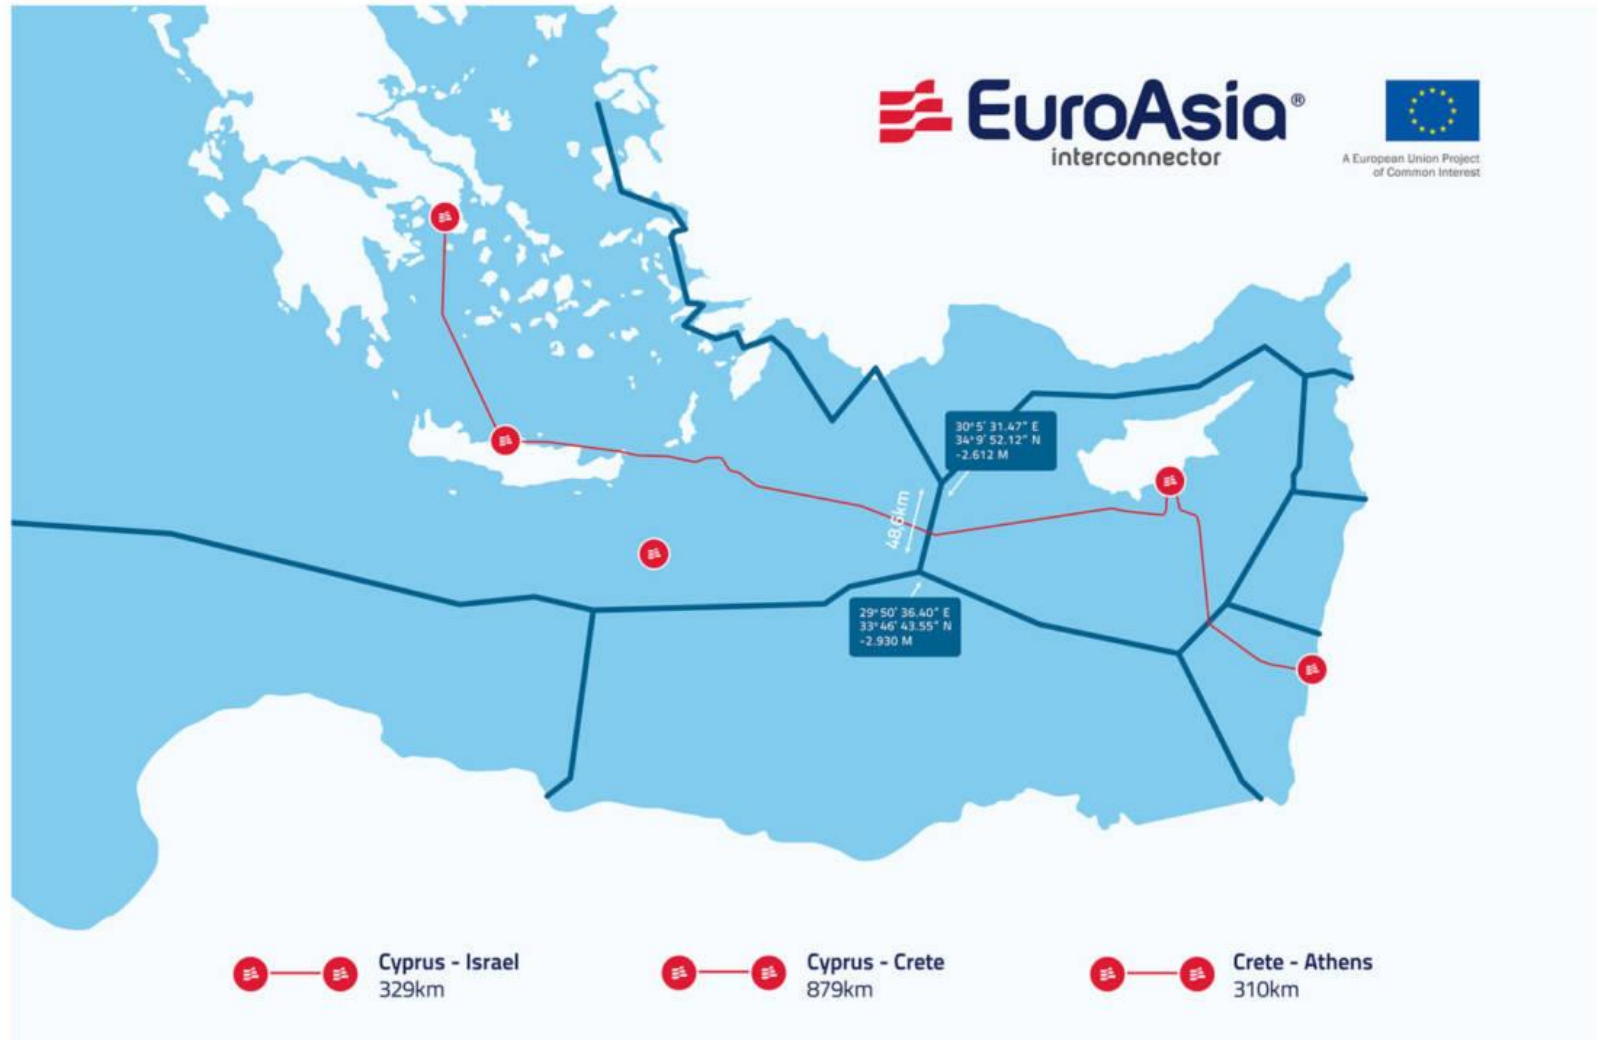 EuroAsia®
interconnector
A European Union Project
of Common Interest
30° 5' 31.47" E
34° 9' 52.12" N
-2.612 M
48,6km
29° 50' 36.40" E
33° 46' 43.55" N
-2.930 M
Cyprus - Israel
329km
Cyprus - Crete
879km
Crete - Athens
310km